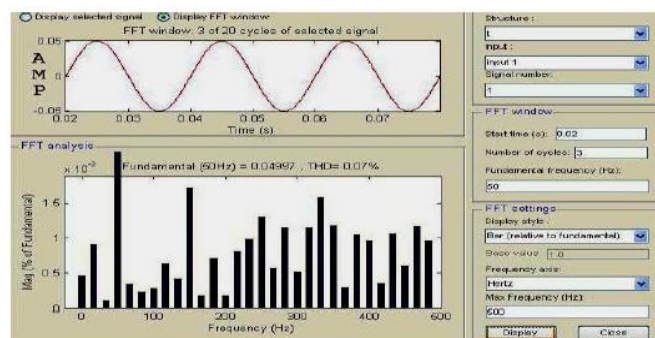 Display selected signal Display FFT window
FFT window: 3 of 20 cycles of selected signal
AMP
0.05
0
-0.05
0.02 0.03 0.04 0.05 0.06 0.07
Time (s)
FFT analysis
Fundamental (50Hz) = 0.04997 , THD= 0.07%
× 10⁻³
Mag (% of Fundamental)
1.5
1
0.5
0
0 100 200 300 400 500 600
Frequency (Hz)
Structure :
t
Input :
input 1
Signal number:
1
FFT window
Start time (s): 0.02
Number of cycles: 3
Fundamental frequency (Hz):
50
FFT settings
Display style :
Bar (relative to fundamental)
Base value: 1.0
Frequency axis:
Hertz
Max Frequency (Hz):
600
Display Close